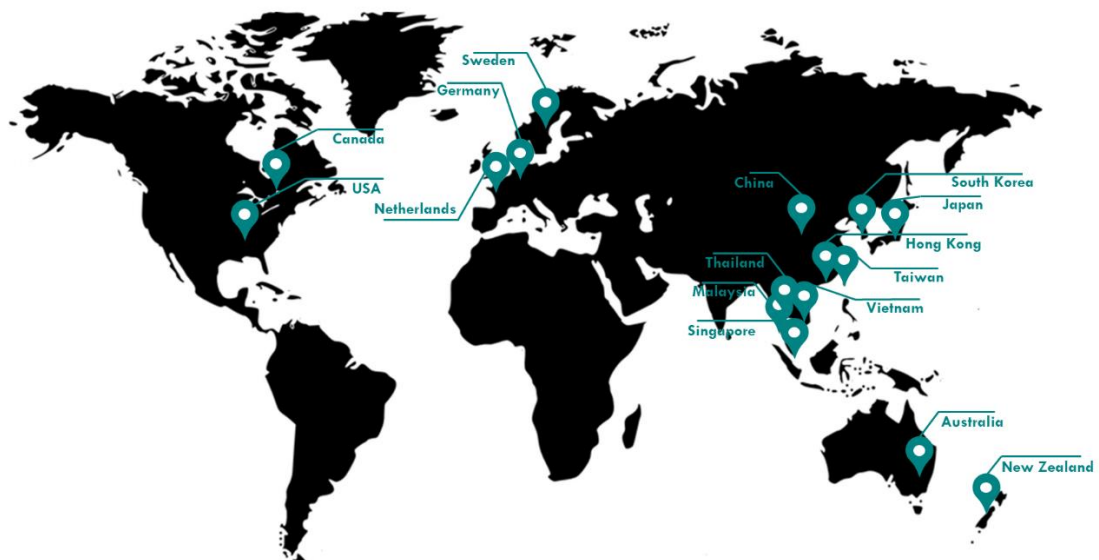 Sweden
Germany
Canada
USA
Netherlands
China
South Korea
Japan
Hong Kong
Thailand
Taiwan
Malaysia
Vietnam
Singapore
Australia
New Zealand